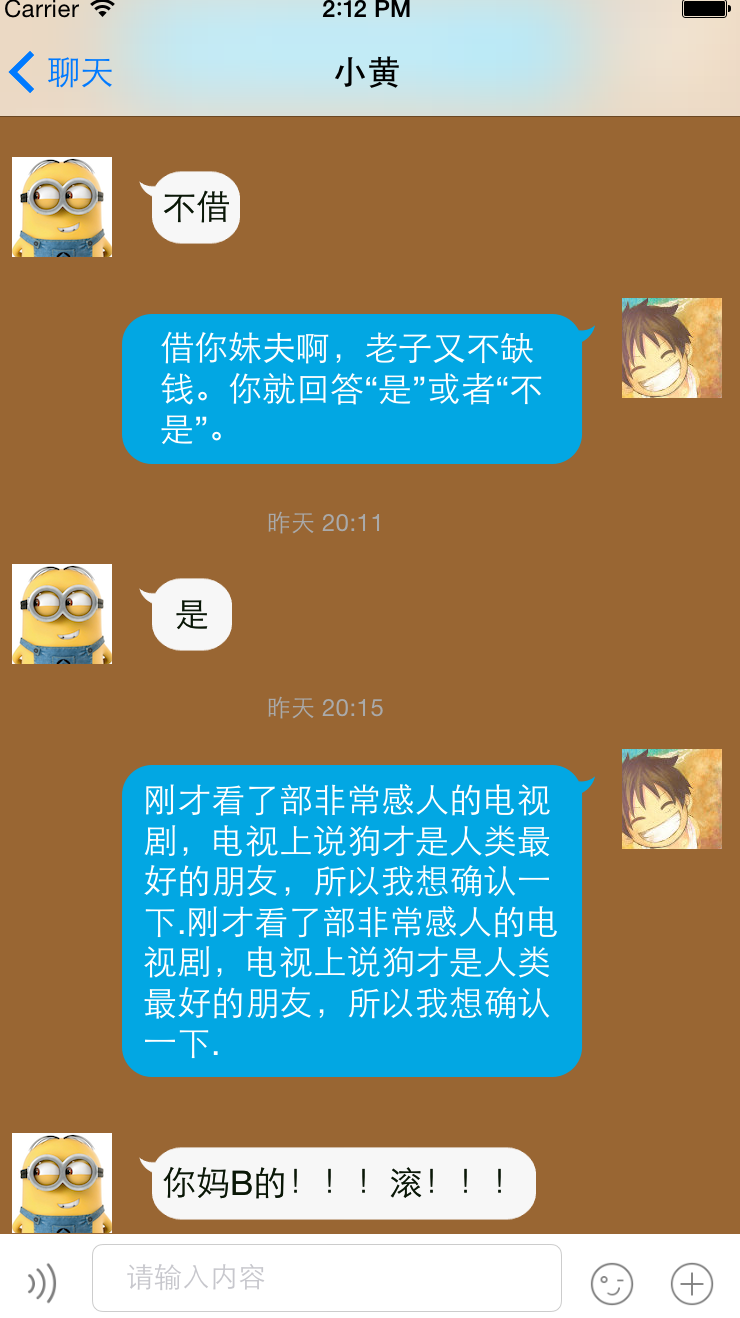 Carrier 2:12 PM
聊天 小黄
不借
借你妹夫啊，老子又不缺
钱。你就回答“是”或者“不
是”。
昨天 20:11
是
昨天 20:15
刚才看了部非常感人的电视
剧，电视上说狗才是人类最
好的朋友，所以我想确认一
下.刚才看了部非常感人的电
视剧，电视上说狗才是人类
最好的朋友，所以我想确认
一下.
你妈B的！！！滚！！！
请输入内容